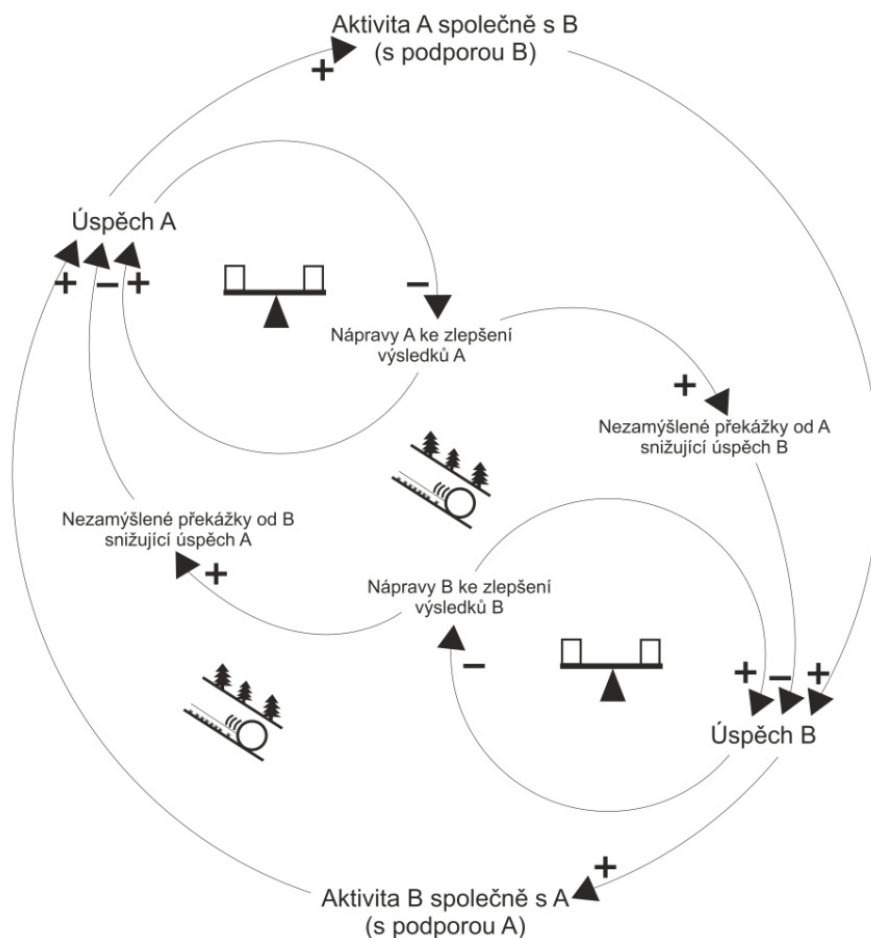 Aktivita A společně s B
(s podporou B)
+
Úspěch A
+
−
+
−
Nápravy A ke zlepšení
výsledků A
+
Nezamýšlené překážky od A
snižující úspěch B
Nezamýšlené překážky od B
snižující úspěch A
+
Nápravy B ke zlepšení
výsledků B
−
+
−
+
Úspěch B
+
Aktivita B společně s A
(s podporou A)